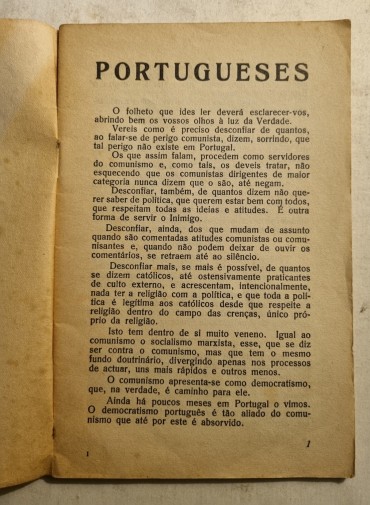 PORTUGUESES
O folheto que ides ler deverá esclarecer-vos,
abrindo bem os vossos olhos à luz da Verdade.
Vereis como é preciso desconfiar de quantos,
ao falar-se de perigo comunista, dizem, sorrindo, que
tal perigo não existe em Portugal.
Os que assim falam, procedem como servidores
do comunismo e, como tais, os deveis tratar, não
esquecendo que os comunistas dirigentes de maior
categoria nunca dizem que o são, até negam.
Desconfiar, também, de quantos dizem não que-
rer saber de política, que querem estar bem com todos,
que respeitam todas as ideias e atitudes. É outra
forma de servir o Inimigo.
Desconfiar, ainda, dos que mudam de assunto
quando são comentadas atitudes comunistas ou comu-
nisantes e, quando não podem deixar de ouvir os
comentários, se retraem até ao silêncio.
Desconfiar mais, se mais é possível, de quantos
se dizem católicos, até ostensivamente praticantes
de culto externo, e acrescentam, intencionalmente,
nada ter a religião com a política, e que toda a polí-
tica é legítima aos católicos desde que respeite a
religião dentro do campo das crenças, único pró-
prio da religião.
Isto tem dentro de si muito veneno. Igual ao
comunismo o socialismo marxista, esse, que se diz
ser contra o comunismo, mas que tem o mesmo
fundo doutrinário, divergindo apenas nos processos
de actuar, uns mais rápidos e outros menos.
O comunismo apresenta-se como democratismo,
que, na verdade, é caminho para ele.
Ainda há poucos meses em Portugal o vimos.
O democratismo português é tão aliado do comu-
nismo que até por este é absorvido.
1
1